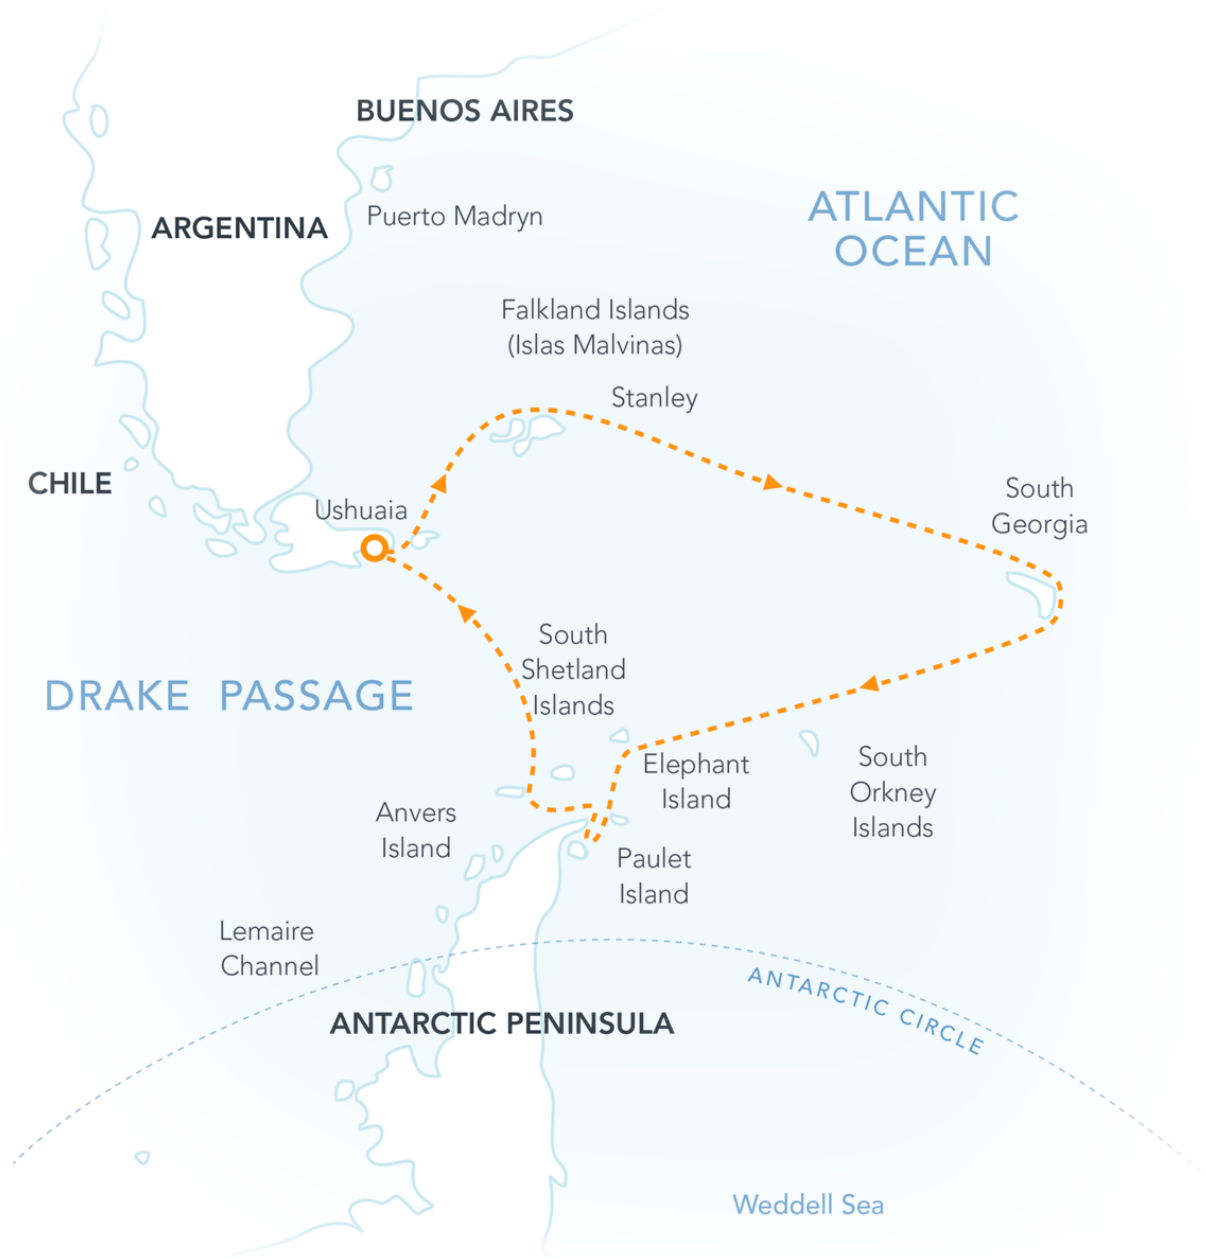 BUENOS AIRES
ATLANTIC
OCEAN
Puerto Madryn
ARGENTINA
Falkland Islands
(Islas Malvinas)
Stanley
CHILE
South
Georgia
Ushuaia
South
Shetland
Islands
DRAKE PASSAGE
Elephant
Island
South
Orkney
Islands
Anvers
Island
Paulet
Island
Lemaire
Channel
ANTARCTIC CIRCLE
ANTARCTIC PENINSULA
Weddell Sea